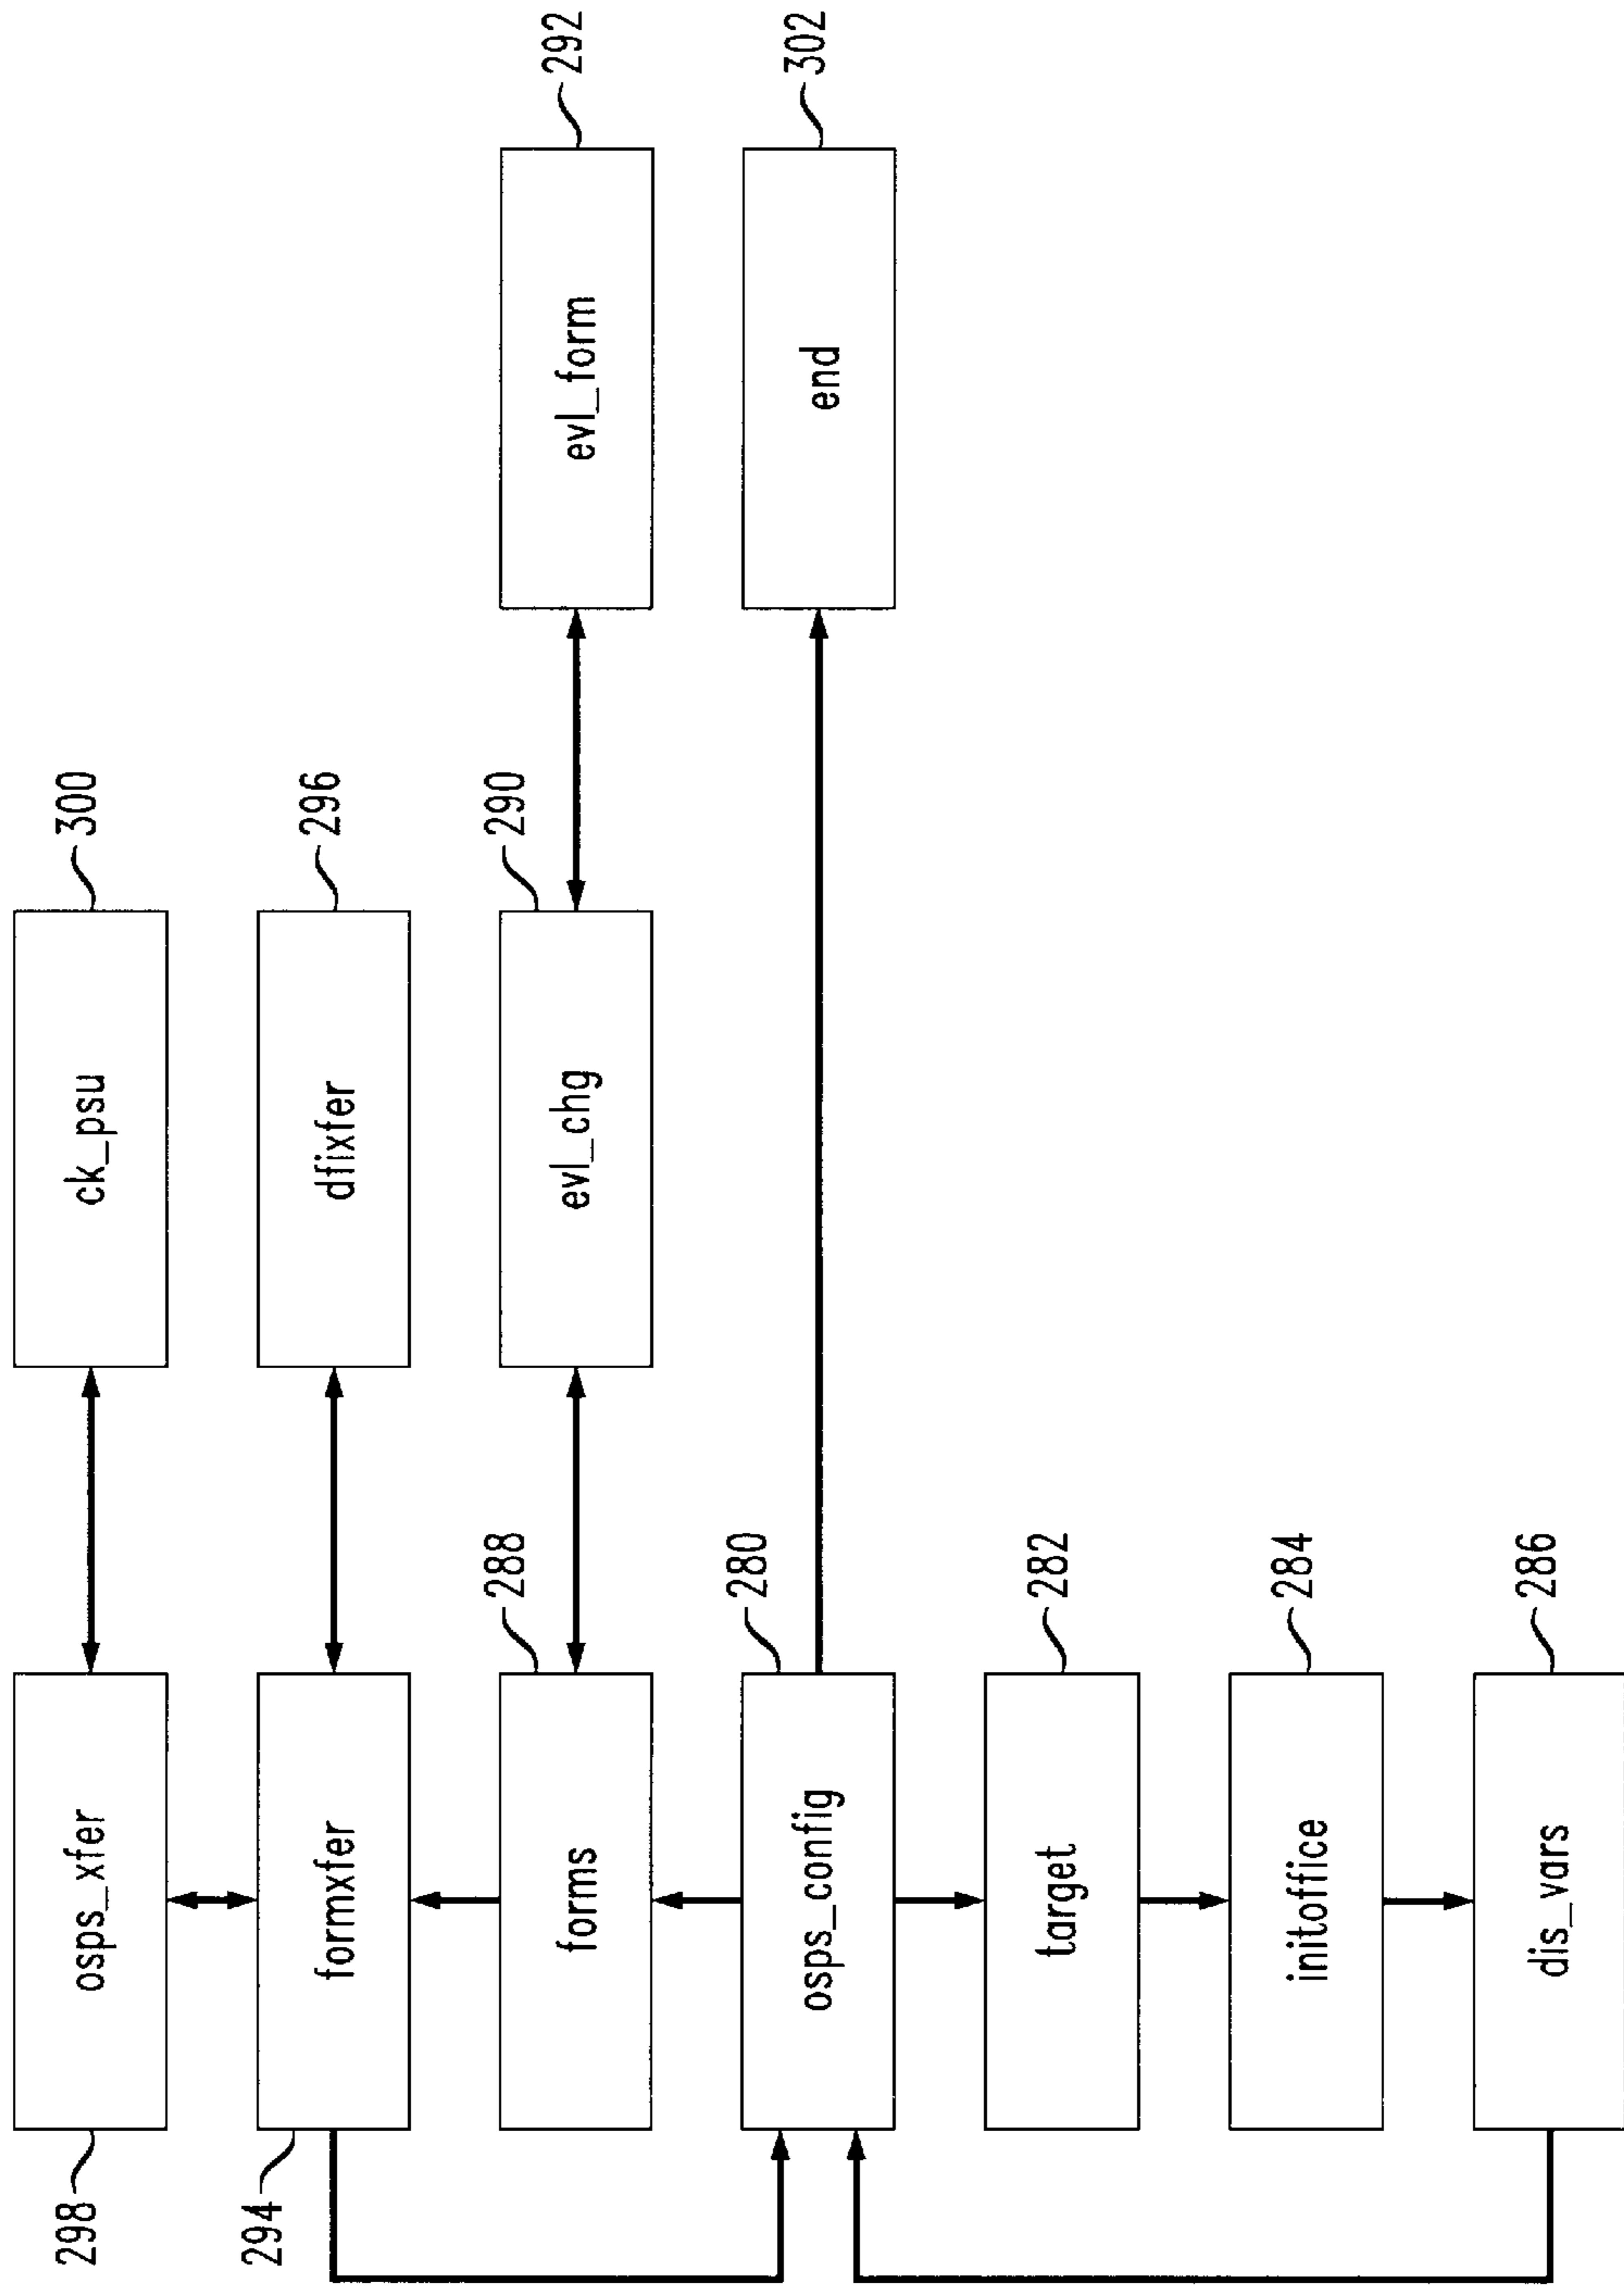 298
osps_xfer
ck_psu
300
294
formxfer
dfixfer
296
288
forms
290
evl_chg
evl_form
292
280
osps_config
end
302
282
target
284
initoffice
286
dis_vars